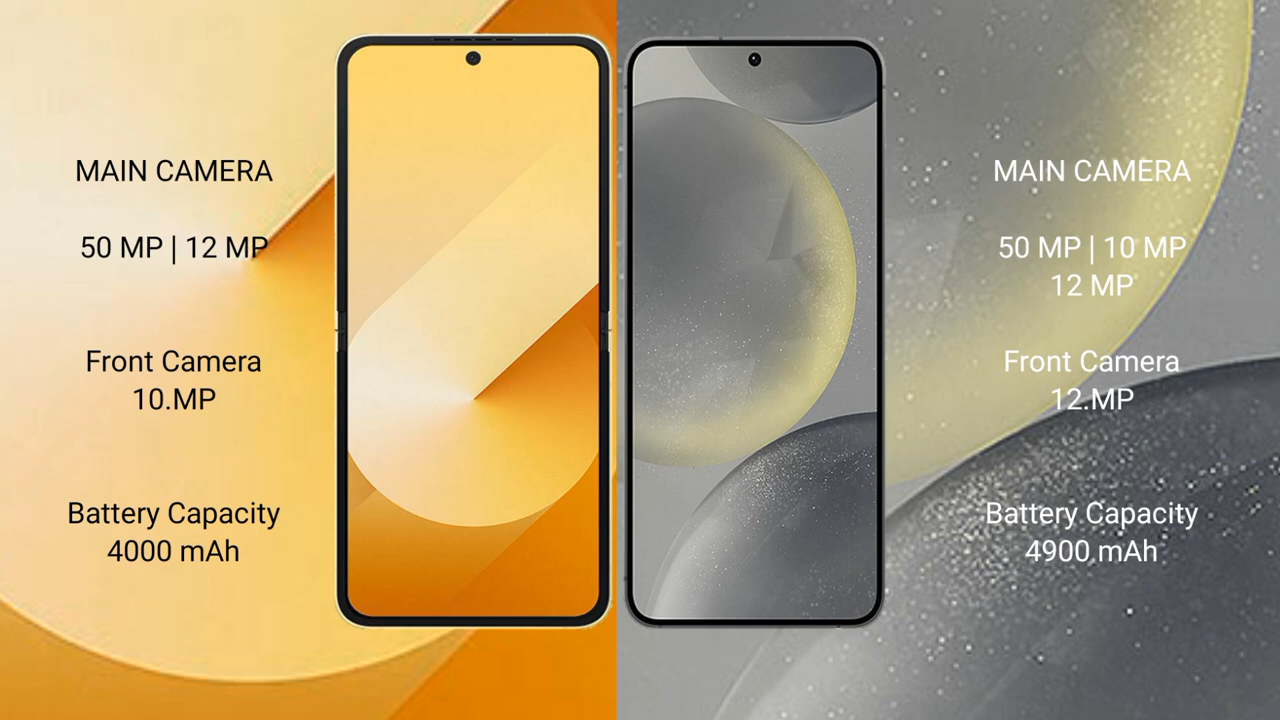 MAIN CAMERA
50 MP | 12 MP
Front Camera
10.MP
Battery Capacity
4000 mAh
MAIN CAMERA
50 MP | 10 MP
12 MP
Front Camera
12.MP
Battery Capacity
4900 mAh